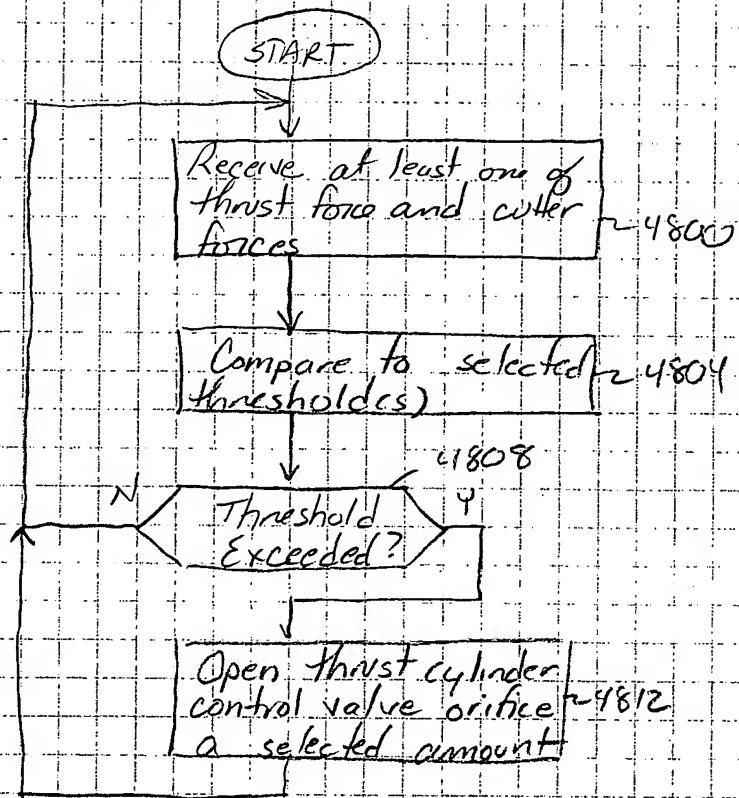 START
Receive at least one of
thrust force and cutter
forces
~4800
Compare to selected
threshold(s)
~4804
4808
N
Y
Threshold
Exceeded?
Open thrust cylinder
control valve orifice
a selected amount
~4812